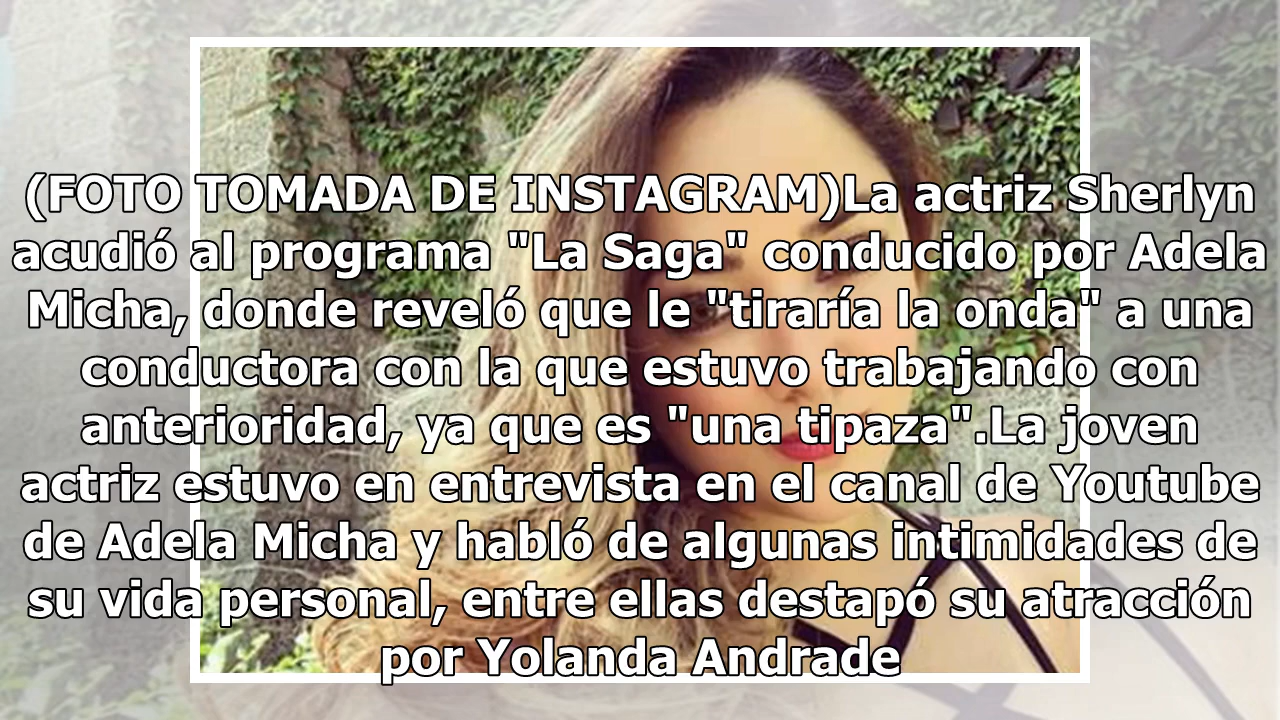 (FOTO TOMADA DE INSTAGRAM)La actriz Sherlyn
acudió al programa "La Saga" conducido por Adela
Micha, donde reveló que le "tiraría la onda" a una
conductora con la que estuvo trabajando con
anterioridad, ya que es "una tipaza".La joven
actriz estuvo en entrevista en el canal de Youtube
de Adela Micha y habló de algunas intimidades de
su vida personal, entre ellas destapó su atracción
por Yolanda Andrade